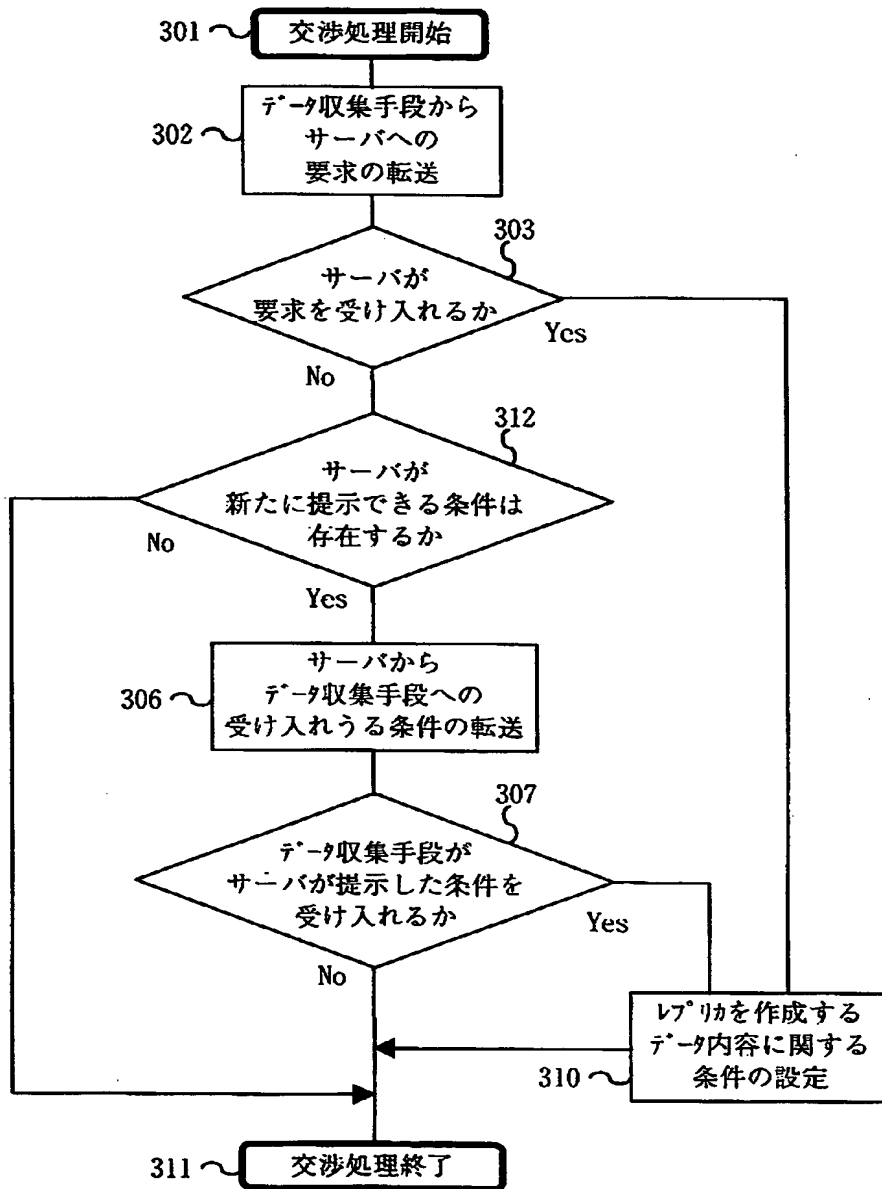 301
交渉処理開始
302
データ収集手段から
サーバへの
要求の転送
303
サーバが
要求を受け入れるか
Yes
No
312
サーバが
新たに提示できる条件は
存在するか
No
Yes
306
サーバから
データ収集手段への
受け入れうる条件の転送
307
データ収集手段が
サーバが提示した条件を
受け入れるか
Yes
No
310
レプリカを作成する
データ内容に関する
条件の設定
311
交渉処理終了